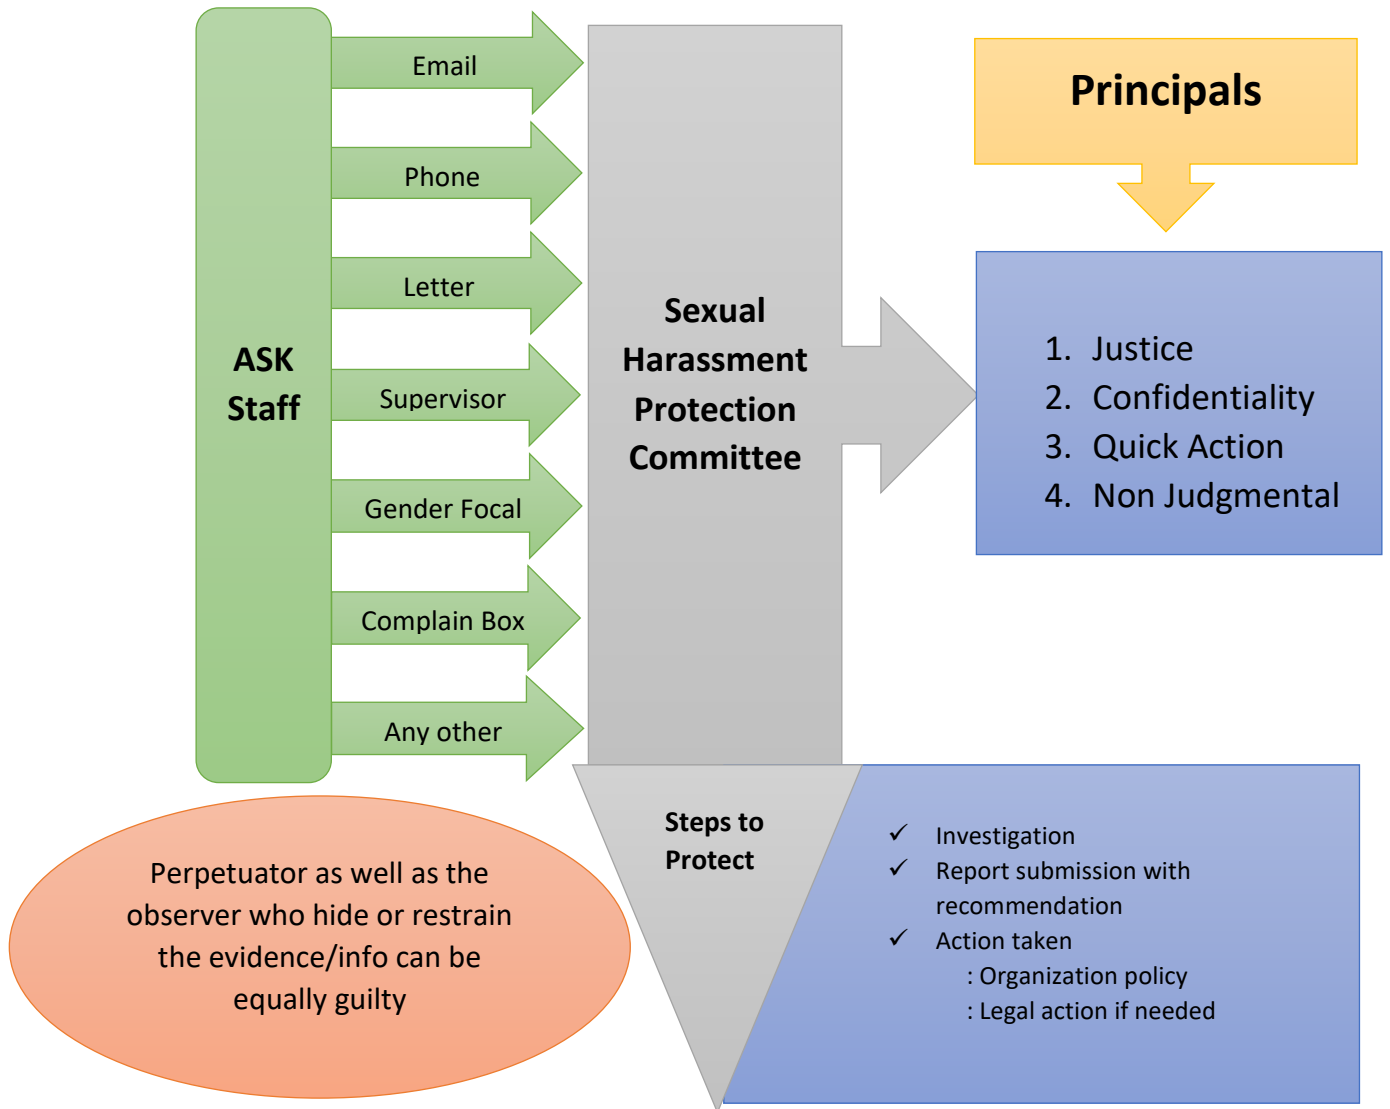 ASK
Staff
Email
Phone
Letter
Supervisor
Gender Focal
Complain Box
Any other
Sexual
Harassment
Protection
Committee
Principals
1. Justice
2. Confidentiality
3. Quick Action
4. Non Judgmental
Perpetuator as well as the
observer who hide or restrain
the evidence/info can be
equally guilty
Steps to
Protect
✓ Investigation
✓ Report submission with
recommendation
✓ Action taken
: Organization policy
: Legal action if needed